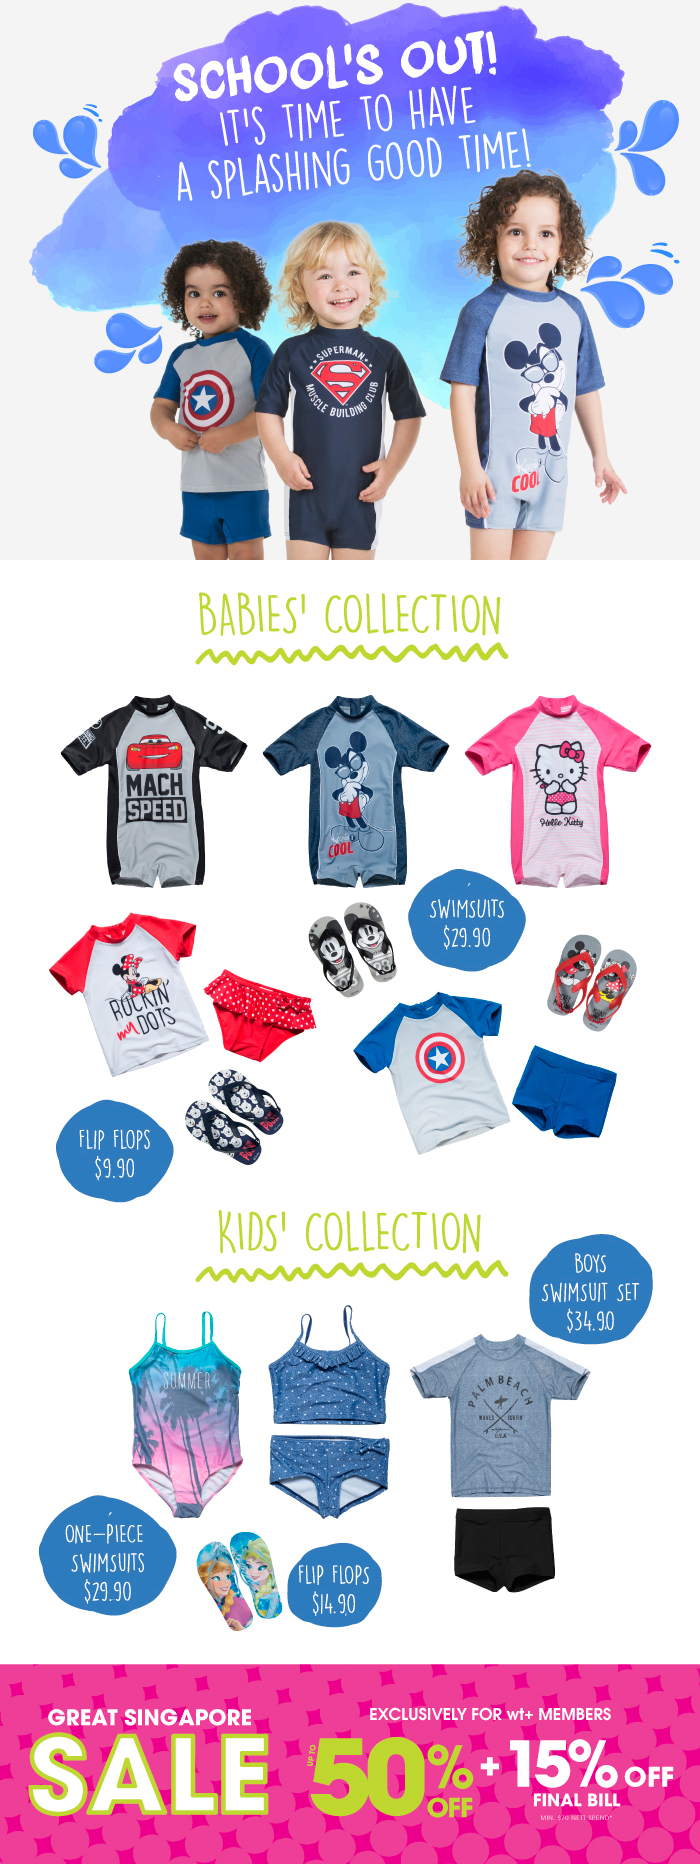 SCHOOL'S OUT!
IT'S TIME TO HAVE
A SPLASHING GOOD TIME!
SUPERMAN
MUSCLE BUILDING CLUB
COOL
BABIES' COLLECTION
MACH
SPEED
COOL
Hello Kitty
SWIMSUITS
$29.90
ROCKIN'
my DOTS
FLIP FLOPS
$9.90
KIDS' COLLECTION
BOYS
SWIMSUIT SET
$34.90
SUMMER
PALM BEACH
WAVES SURFIN'
U.S.A
ONE-PIECE
SWIMSUITS
$29.90
FLIP FLOPS
$14.90
GREAT SINGAPORE
SALE
EXCLUSIVELY FOR wt+ MEMBERS
UP TO
50% OFF + 15% OFF
FINAL BILL
MIN. $70 NETT SPEND*